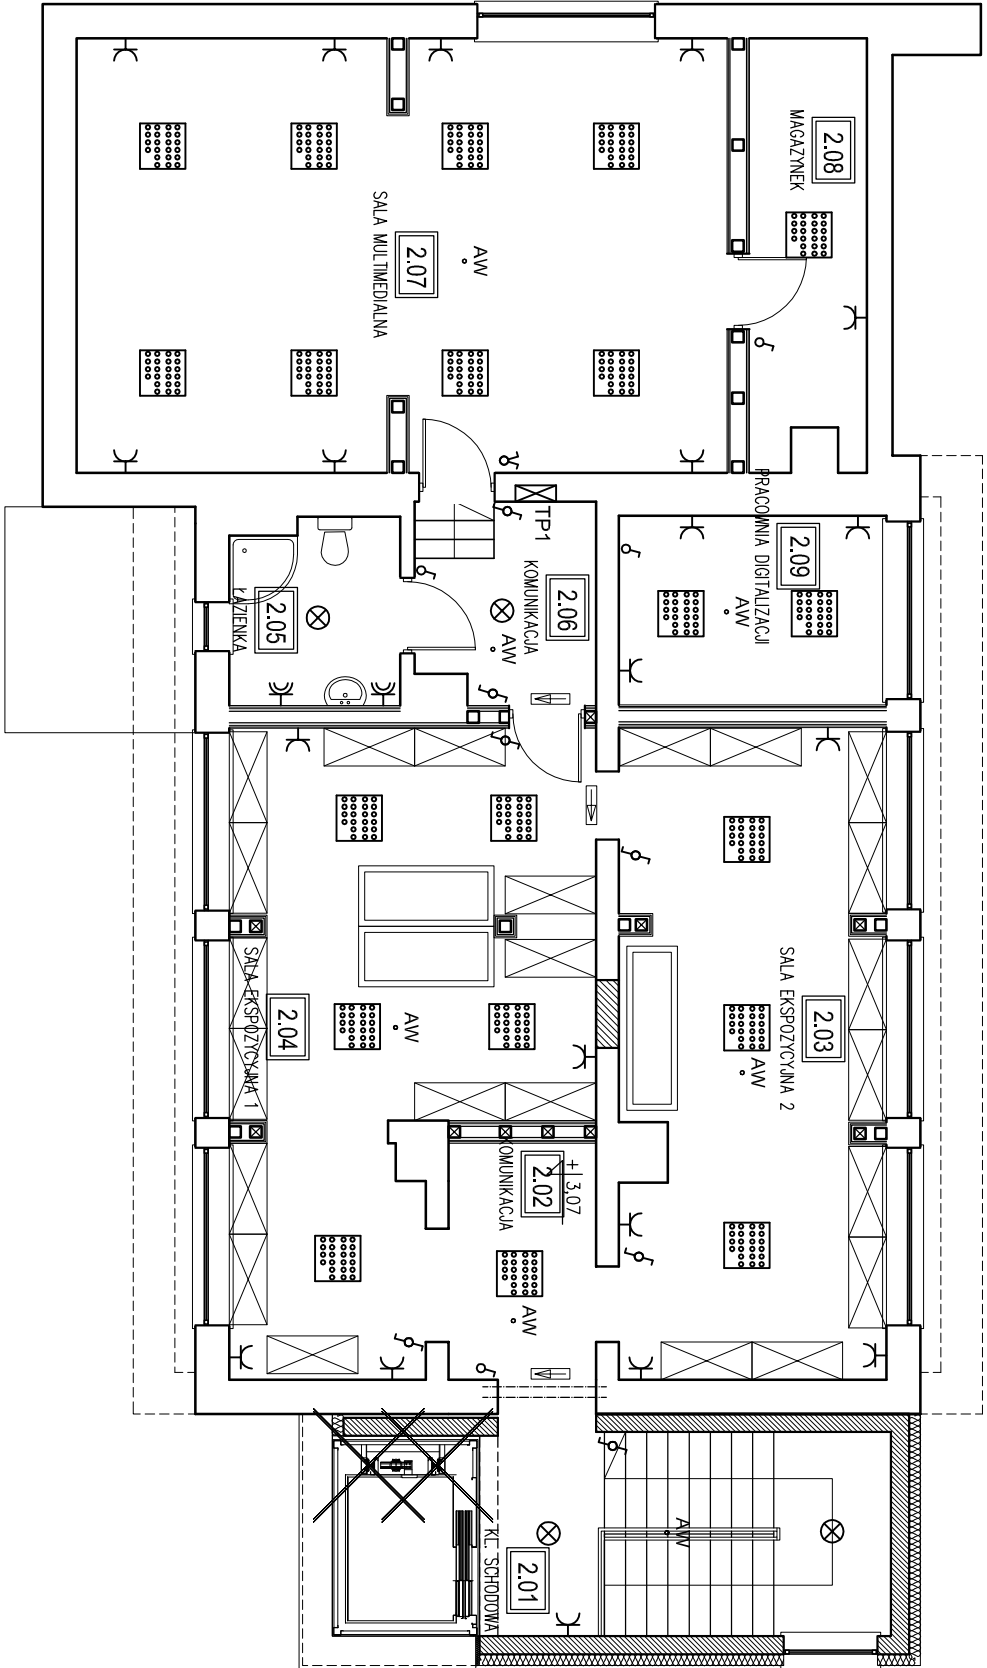 2.08
MAGAZYNEK
AW
2.07
SALA MULTIMEDIALNA
TP1
2.09
PRACOWNIA DIGITALIZACJI
AW
2.06
KOMUNIKACJA
AW
2.05
ŁAZIENKA
2.03
SALA EKSPOZYCYJNA 2
AW
2.04
SALA EKSPOZYCYJNA 1
AW
+3,07
2.02
KOMUNIKACJA
AW
AW
2.01
KL. SCHODOWA